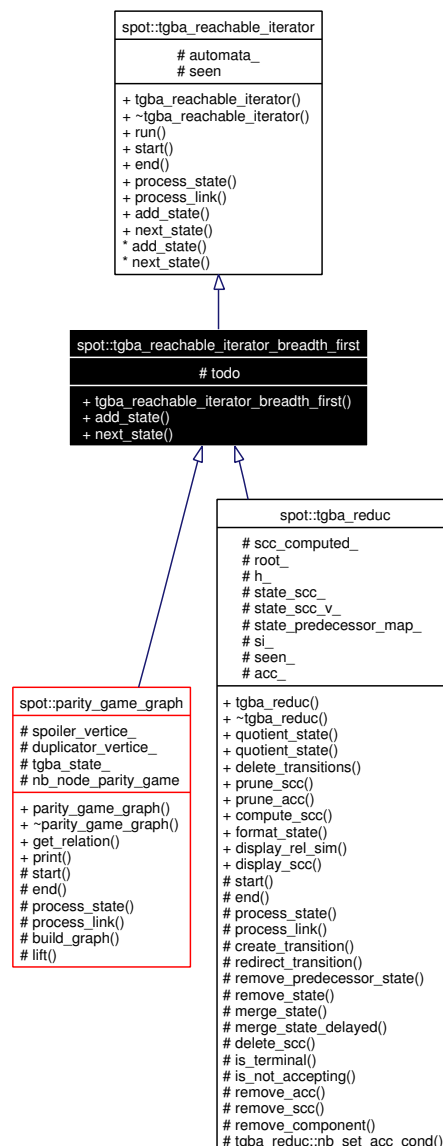 spot::tgba_reachable_iterator
# automata_
# seen
+ tgba_reachable_iterator()
+ ~tgba_reachable_iterator()
+ run()
+ start()
+ end()
+ process_state()
+ process_link()
+ add_state()
+ next_state()
* add_state()
* next_state()
spot::tgba_reachable_iterator_breadth_first
# todo
+ tgba_reachable_iterator_breadth_first()
+ add_state()
+ next_state()
spot::parity_game_graph
# spoiler_vertice_
# duplicator_vertice_
# tgba_state_
# nb_node_parity_game
+ parity_game_graph()
+ ~parity_game_graph()
+ get_relation()
+ print()
# start()
# end()
# process_state()
# process_link()
# build_graph()
# lift()
spot::tgba_reduc
# scc_computed_
# root_
# h_
# state_scc_
# state_scc_v_
# state_predecessor_map_
# si_
# seen_
# acc_
+ tgba_reduc()
+ ~tgba_reduc()
+ quotient_state()
+ quotient_state()
+ delete_transitions()
+ prune_scc()
+ prune_acc()
+ compute_scc()
+ format_state()
+ display_rel_sim()
+ display_scc()
# start()
# end()
# process_state()
# process_link()
# create_transition()
# redirect_transition()
# remove_predecessor_state()
# remove_state()
# merge_state()
# merge_state_delayed()
# delete_scc()
# is_terminal()
# is_not_accepting()
# remove_acc()
# remove_scc()
# remove_component()
# tgba_reduc::nb_set_acc_cond()